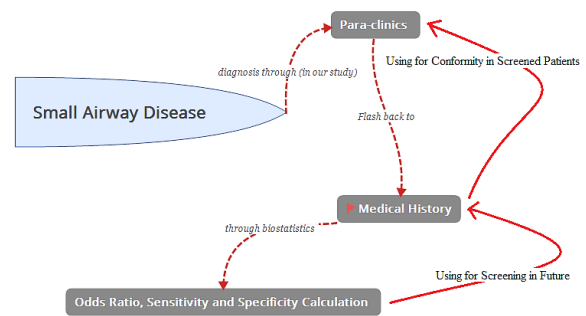 Para-clinics
Using for Conformity in Screened Patients
diagnosis through (in our study)
Small Airway Disease
Flash back to
Medical History
through biostatistics
Using for Screening in Future
Odds Ratio, Sensitivity and Specificity Calculation